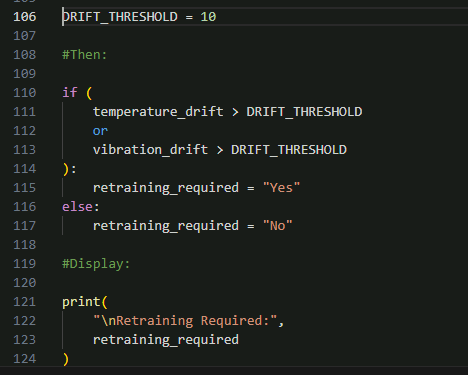 106 DRIFT_THRESHOLD = 10
107
108 #Then:
109
110 if (
111 temperature_drift > DRIFT_THRESHOLD
112 or
113 vibration_drift > DRIFT_THRESHOLD
114 ):
115 retraining_required = "Yes"
116 else:
117 retraining_required = "No"
118
119 #Display:
120
121 print(
122 "\nRetraining Required:",
123 retraining_required
124 )